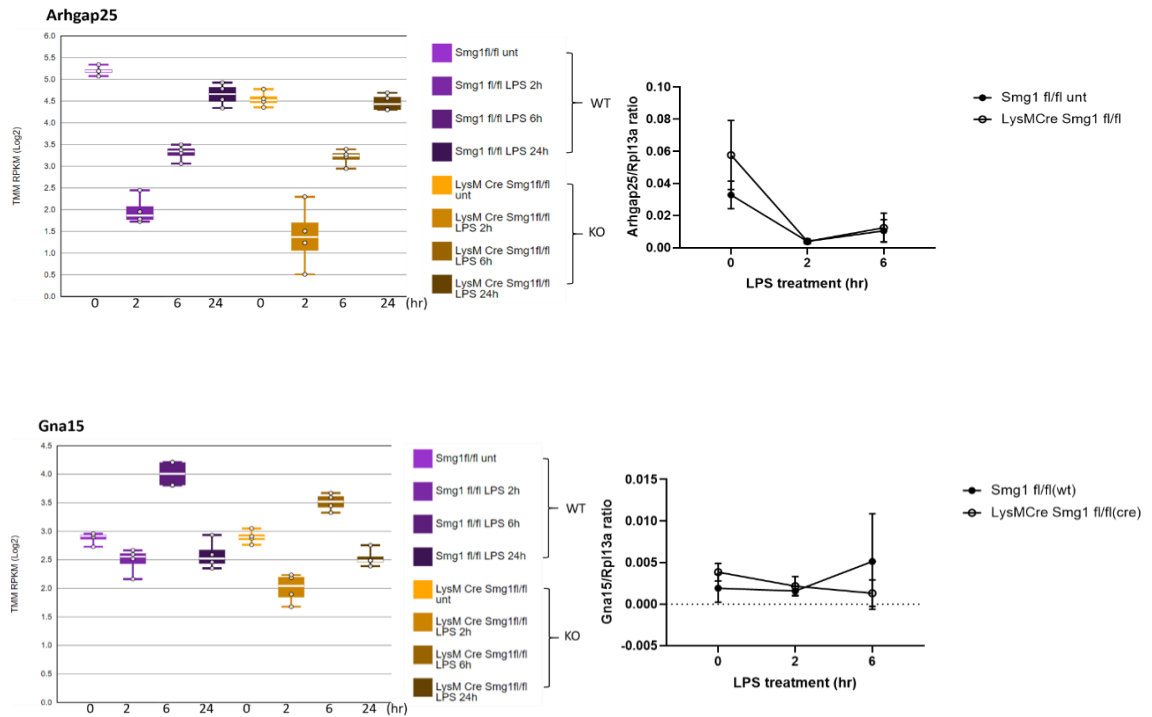 Arhgap25
TMM RPKM (Log2)
6.0
5.5
5.0
4.5
4.0
3.5
3.0
2.5
2.0
1.5
1.0
0.5
0.0
0 2 6 24 0 2 6 24 (hr)
Smg1fl/fl unt
Smg1 fl/fl LPS 2h
Smg1 fl/fl LPS 6h
Smg1 fl/fl LPS 24h
WT
LysM Cre Smg1fl/fl
unt
LysM Cre Smg1fl/fl
LPS 2h
LysM Cre Smg1fl/fl
LPS 6h
LysM Cre Smg1fl/fl
LPS 24h
KO
Arhgap25/Rpl13a ratio
0.10
0.08
0.06
0.04
0.02
0.00
0 2 6
LPS treatment (hr)
Smg1 fl/fl unt
LysMCre Smg1 fl/fl
Gna15
TMM RPKM (Log2)
4.5
4.0
3.5
3.0
2.5
2.0
1.5
1.0
0.5
0.0
0 2 6 24 0 2 6 24 (hr)
Smg1fl/fl unt
Smg1 fl/fl LPS 2h
Smg1 fl/fl LPS 6h
Smg1 fl/fl LPS 24h
WT
LysM Cre Smg1fl/fl
unt
LysM Cre Smg1fl/fl
LPS 2h
LysM Cre Smg1fl/fl
LPS 6h
LysM Cre Smg1fl/fl
LPS 24h
KO
Gna15/Rpl13a ratio
0.015
0.010
0.005
0.000
-0.005
0 2 6
LPS treatment (hr)
Smg1 fl/fl(wt)
LysMCre Smg1 fl/fl(cre)